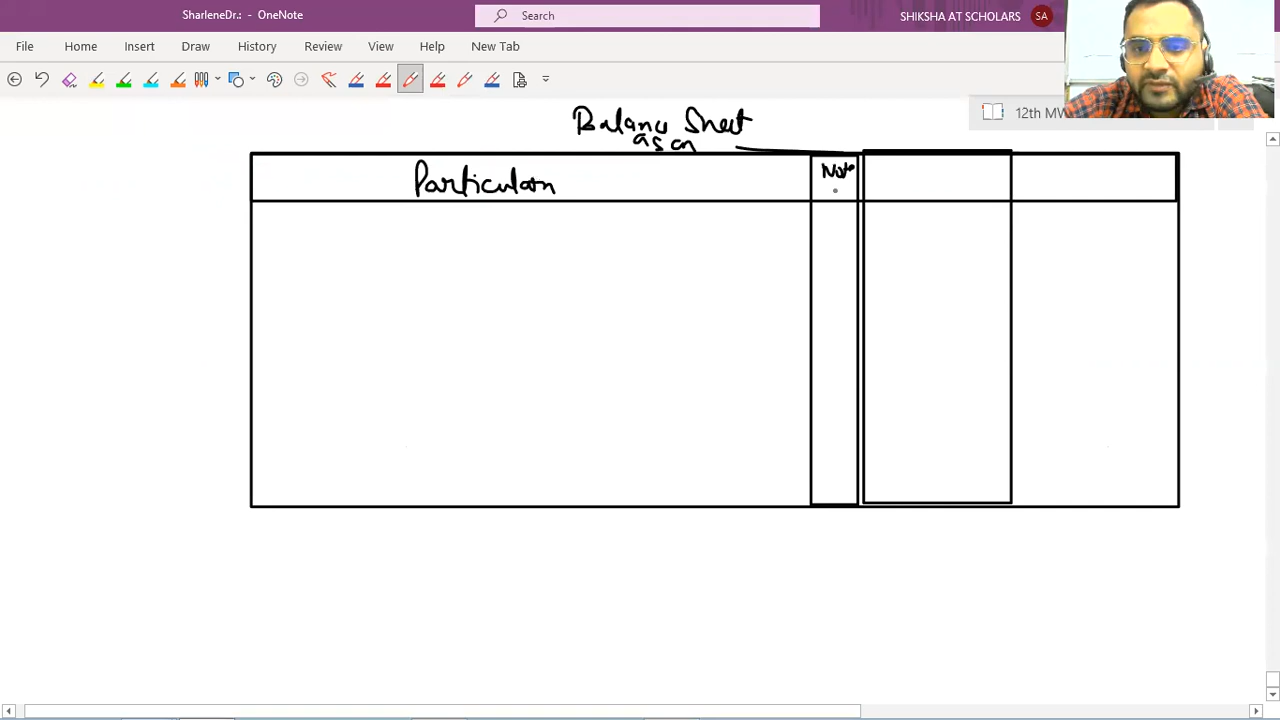 SharleneDr.: - OneNote
Search
SHIKSHA AT SCHOLARS
SA
File Home Insert Draw History Review View Help New Tab
12th MW
Balance Sheet
as on
Particulars
Note